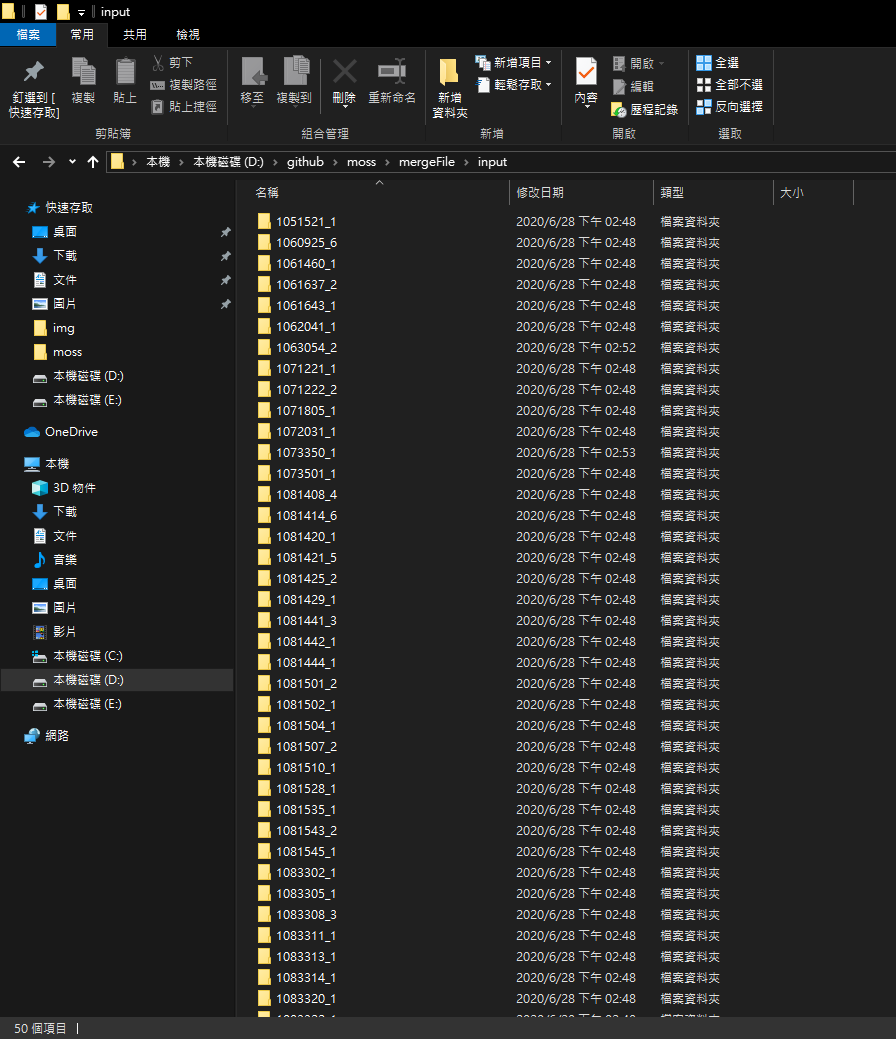 input
檔案 常用 共用 檢視
釘選到 [
快速存取]
複製
貼上
剪下
複製路徑
貼上捷徑
剪貼簿
移至
複製到
刪除
重新命名
組合管理
新增
資料夾
新增項目
輕鬆存取
新增
內容
開啟
編輯
歷程記錄
開啟
全選
全部不選
反向選擇
選取
本機 › 本機磁碟 (D:) › github › moss › mergeFile › input
快速存取
桌面
下載
文件
圖片
img
moss
本機磁碟 (D:)
本機磁碟 (E:)
OneDrive
本機
3D 物件
下載
文件
音樂
桌面
圖片
影片
本機磁碟 (C:)
本機磁碟 (D:)
本機磁碟 (E:)
網路
名稱 修改日期 類型 大小
1051521_1 2020/6/28 下午 02:48 檔案資料夾
1060925_6 2020/6/28 下午 02:48 檔案資料夾
1061460_1 2020/6/28 下午 02:48 檔案資料夾
1061637_2 2020/6/28 下午 02:48 檔案資料夾
1061643_1 2020/6/28 下午 02:48 檔案資料夾
1062041_1 2020/6/28 下午 02:48 檔案資料夾
1063054_2 2020/6/28 下午 02:52 檔案資料夾
1071221_1 2020/6/28 下午 02:48 檔案資料夾
1071222_2 2020/6/28 下午 02:48 檔案資料夾
1071805_1 2020/6/28 下午 02:48 檔案資料夾
1072031_1 2020/6/28 下午 02:48 檔案資料夾
1073350_1 2020/6/28 下午 02:53 檔案資料夾
1073501_1 2020/6/28 下午 02:48 檔案資料夾
1081408_4 2020/6/28 下午 02:48 檔案資料夾
1081414_6 2020/6/28 下午 02:48 檔案資料夾
1081420_1 2020/6/28 下午 02:48 檔案資料夾
1081421_5 2020/6/28 下午 02:48 檔案資料夾
1081425_2 2020/6/28 下午 02:48 檔案資料夾
1081429_1 2020/6/28 下午 02:48 檔案資料夾
1081441_3 2020/6/28 下午 02:48 檔案資料夾
1081442_1 2020/6/28 下午 02:48 檔案資料夾
1081444_1 2020/6/28 下午 02:48 檔案資料夾
1081501_2 2020/6/28 下午 02:48 檔案資料夾
1081502_1 2020/6/28 下午 02:48 檔案資料夾
1081504_1 2020/6/28 下午 02:48 檔案資料夾
1081507_2 2020/6/28 下午 02:48 檔案資料夾
1081510_1 2020/6/28 下午 02:48 檔案資料夾
1081528_1 2020/6/28 下午 02:48 檔案資料夾
1081535_1 2020/6/28 下午 02:48 檔案資料夾
1081543_2 2020/6/28 下午 02:48 檔案資料夾
1081545_1 2020/6/28 下午 02:48 檔案資料夾
1083302_1 2020/6/28 下午 02:48 檔案資料夾
1083305_1 2020/6/28 下午 02:48 檔案資料夾
1083308_3 2020/6/28 下午 02:48 檔案資料夾
1083311_1 2020/6/28 下午 02:48 檔案資料夾
1083313_1 2020/6/28 下午 02:48 檔案資料夾
1083314_1 2020/6/28 下午 02:48 檔案資料夾
1083320_1 2020/6/28 下午 02:48 檔案資料夾
50 個項目